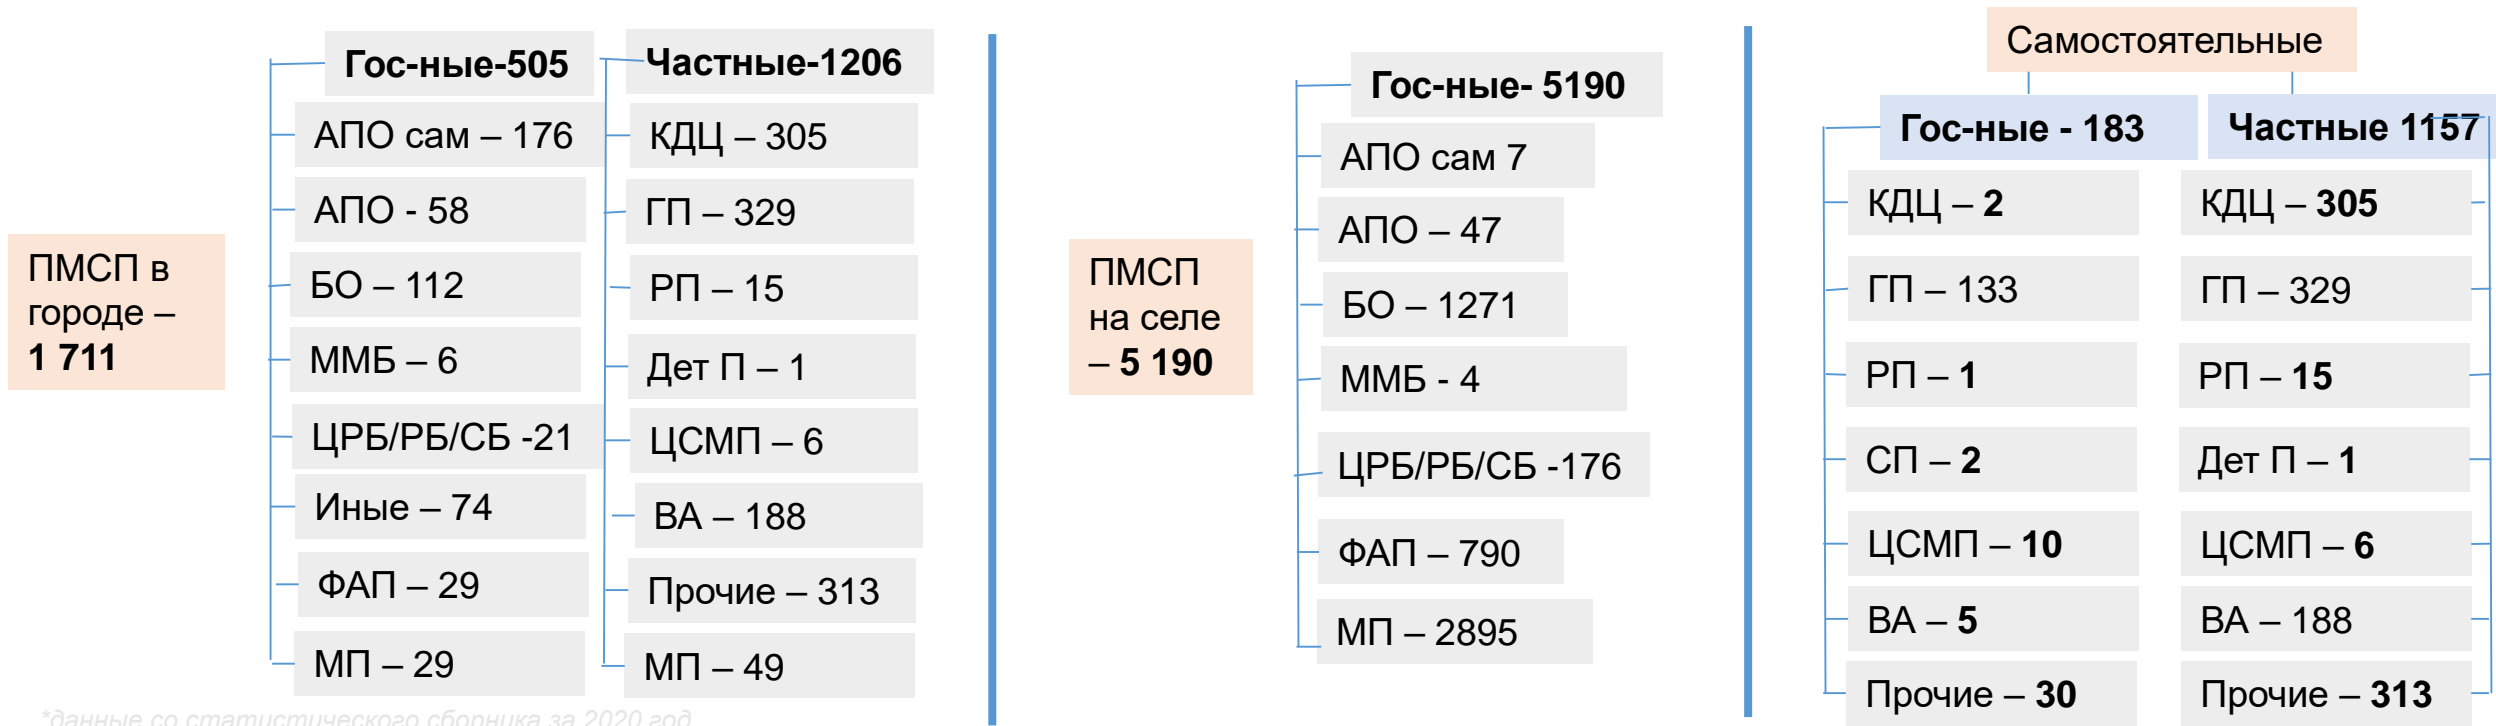 ПМСП в
городе –
1 711
Гос-ные-505
АПО сам – 176
АПО - 58
БО – 112
ММБ – 6
ЦРБ/РБ/СБ -21
Иные – 74
ФАП – 29
МП – 29
Частные-1206
КДЦ – 305
ГП – 329
РП – 15
Дет П – 1
ЦСМП – 6
ВА – 188
Прочие – 313
МП – 49
*данные со статистического сборника за 2020 год
ПМСП
на селе
– 5 190
Гос-ные- 5190
АПО сам 7
АПО – 47
БО – 1271
ММБ - 4
ЦРБ/РБ/СБ -176
ФАП – 790
МП – 2895
Самостоятельные
Гос-ные - 183
КДЦ – 2
ГП – 133
РП – 1
СП – 2
ЦСМП – 10
ВА – 5
Прочие – 30
Частные 1157
КДЦ – 305
ГП – 329
РП – 15
Дет П – 1
ЦСМП – 6
ВА – 188
Прочие – 313